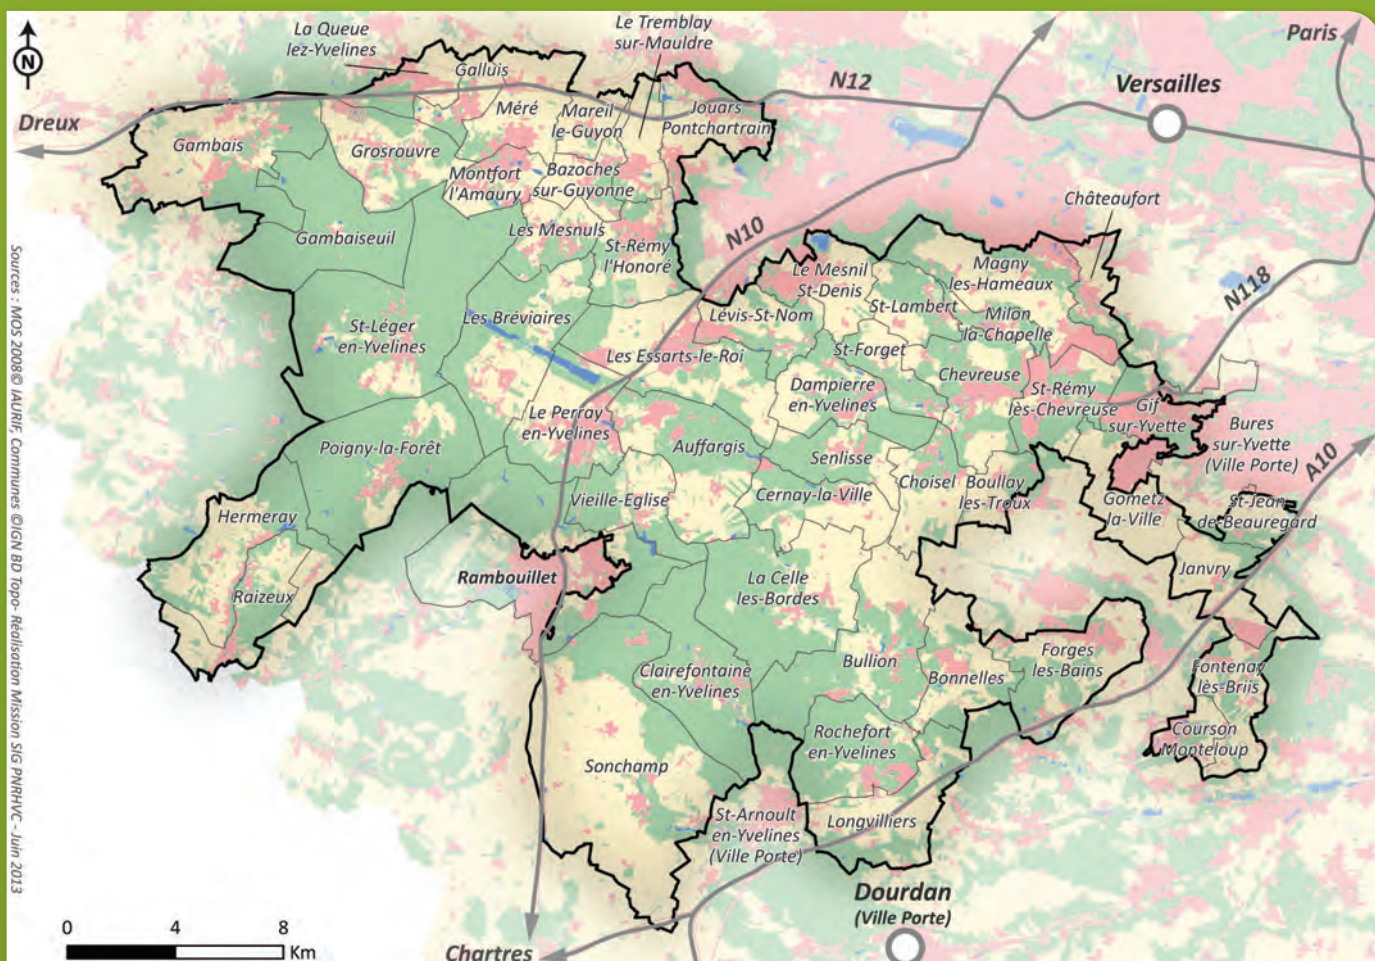 La Queue
lez-Yvelines
Le Tremblay
sur-Mauldre
Paris
N
Galluis
N12
Versailles
Dreux
Méré
Mareil
le-Guyon
Jouars
Pontchartrain
Gambais
Grosrouvre
Montfort
l'Amaury
Bazoches
sur-Guyonne
Châteaufort
Gambaiseuil
Les Mesnuls
St-Rémy
l'Honoré
N10
Le Mesnil
St-Denis
Magny
les-Hameaux
N118
St-Lambert
Milon
la-Chapelle
Lévis-St-Nom
Les Bréviaires
St-Léger
en-Yvelines
Les Essarts-le-Roi
St-Forget
Chevreuse
Dampierre
en-Yvelines
St-Rémy
lès-Chevreuse
Gif
sur-Yvette
Bures
sur-Yvette
(Ville Porte)
A10
Le Perray
en-Yvelines
Auffargis
Poigny-la-Forêt
Senlisse
Choisel
Boullay
les-Troux
Vieille-Eglise
Cernay-la-Ville
Gometz
la-Ville
St-Jean
de-Beauregard
Hermeray
Janvry
Rambouillet
La Celle
les-Bordes
Raizeux
Clairefontaine
en-Yvelines
Bullion
Bonnelles
Forges
les-Bains
Fontenay
lès-Briis
Rochefort
en-Yvelines
Courson
Monteloup
Sonchamp
St-Arnoult
en-Yvelines
(Ville Porte)
Longvilliers
Dourdan
(Ville Porte)
Chartres
0 4 8
Km
Sources : MOS 2008© IAURIF, Communes ©IGN BD Topo- Réalisation Mission SIG PNRHVC - Juin 2013